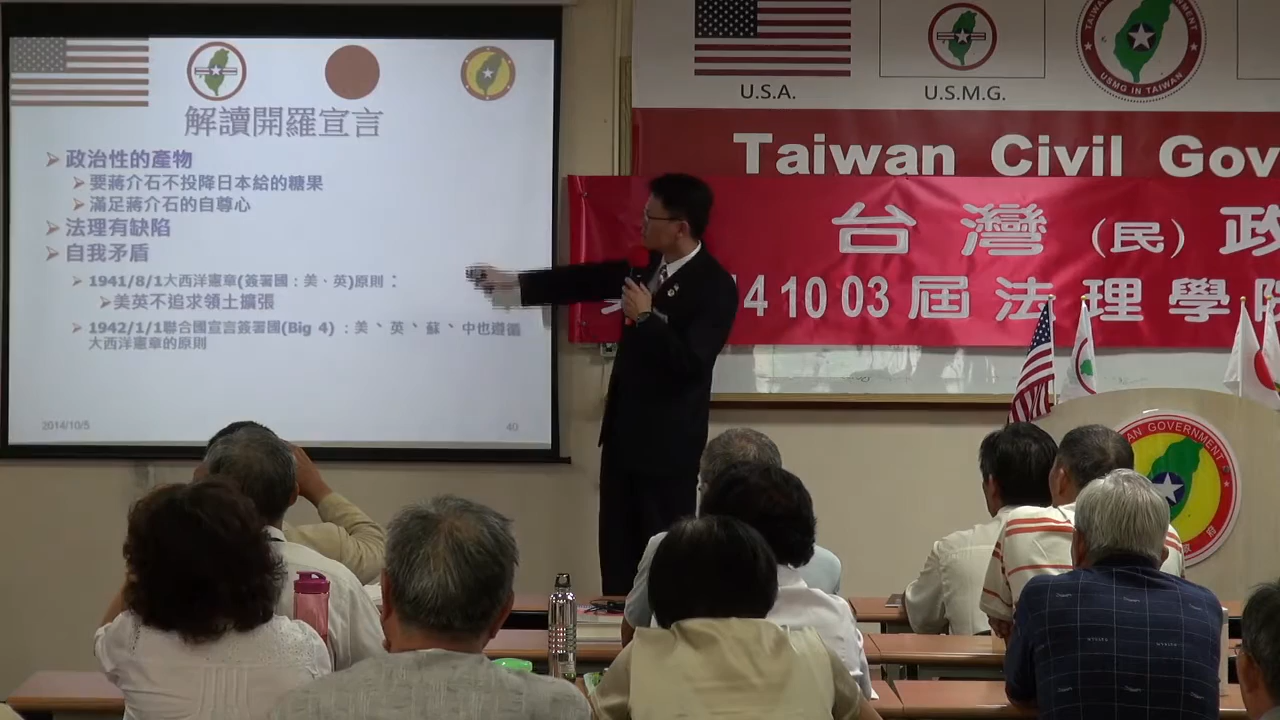 解讀開羅宣言
➢ 政治性的產物
➢ 要蔣介石不投降日本給的糖果
➢ 滿足蔣介石的自尊心
➢ 法理有缺陷
➢ 自我矛盾
➢ 1941/8/1大西洋憲章(簽署國：美、英)原則：
➢ 美英不追求領土擴張
➢ 1942/1/1聯合國宣言簽署國(Big 4) ：美、英、蘇、中也遵循
大西洋憲章的原則
2014/10/5
40
U.S.A.
U.S.M.G.
USMG IN TAIWAN
Taiwan Civil Gov
台灣（民）政
4 10 03 屆 法 理 學 院
GOVERNMENT